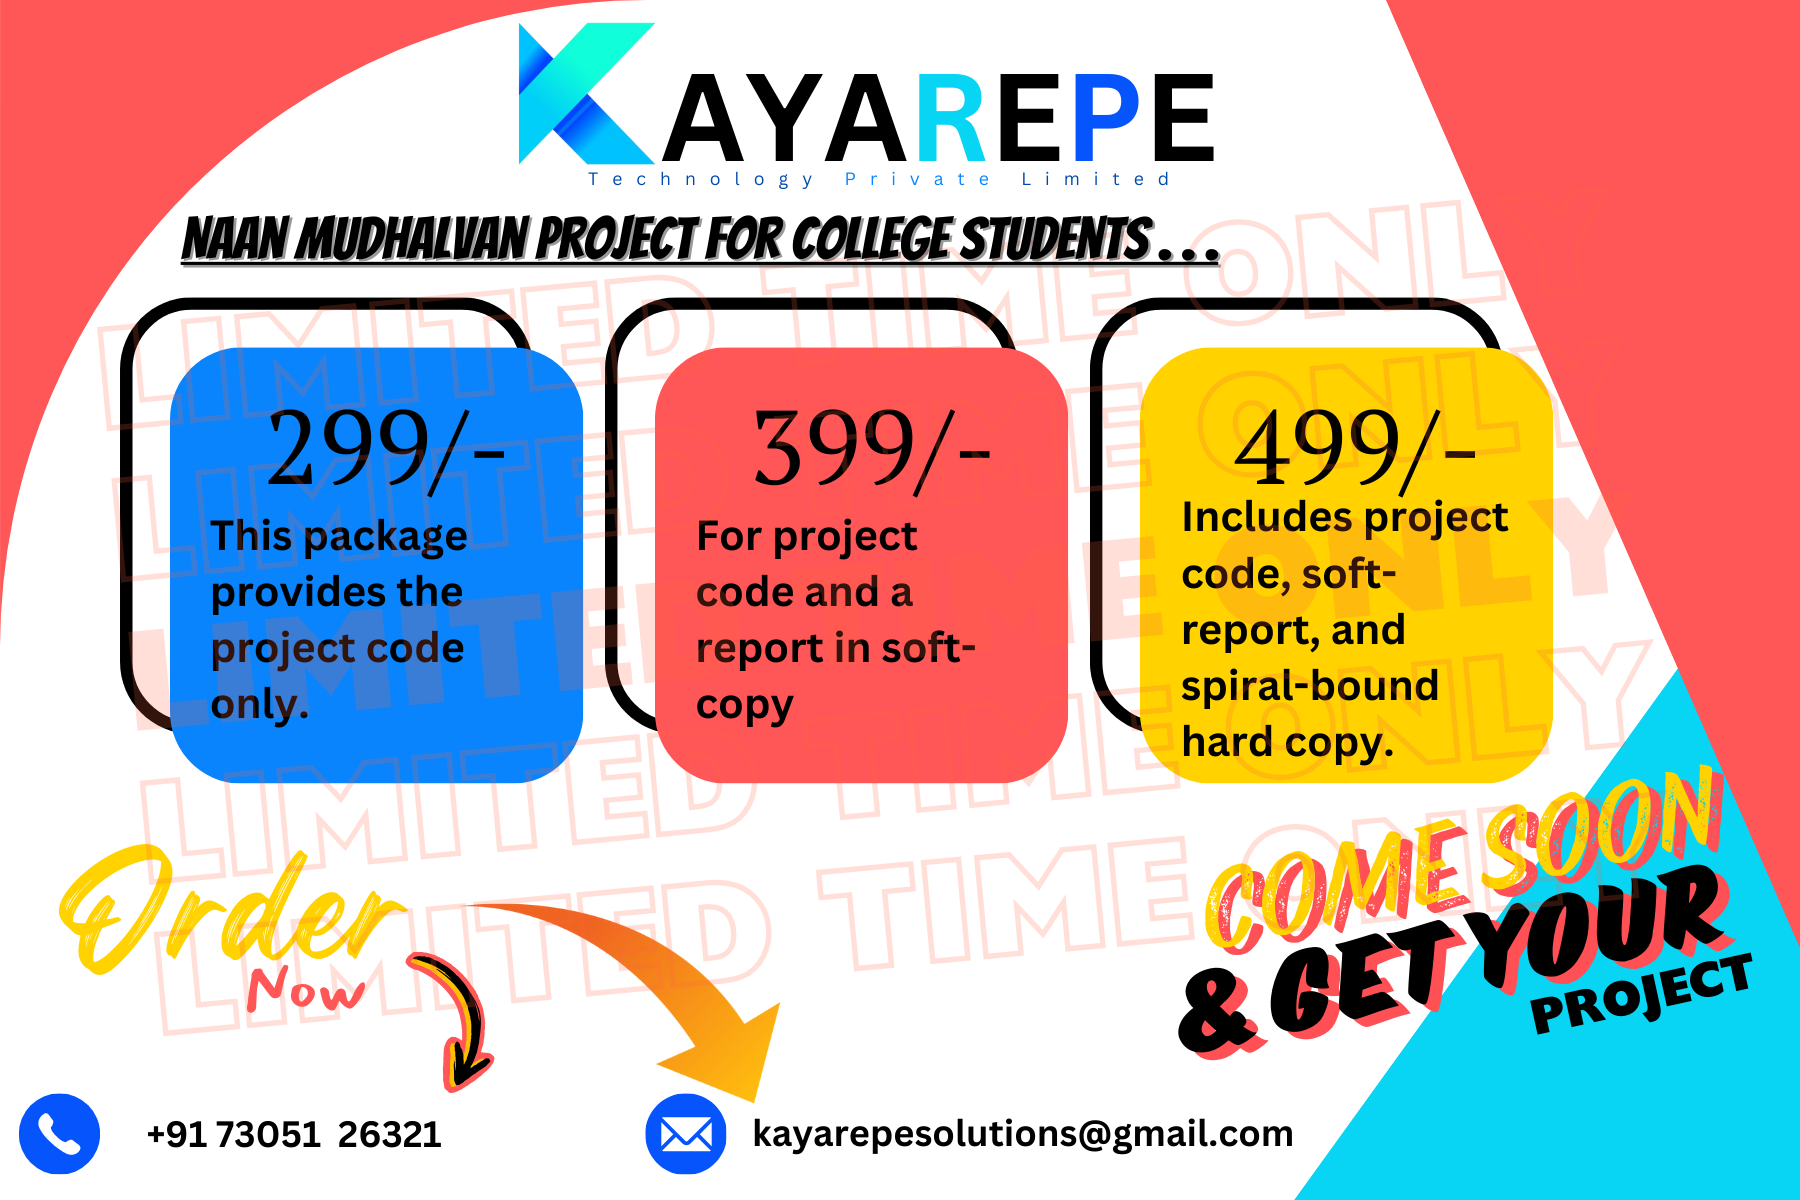 KAYAREPE
Technology Private Limited
NAAN MUDHALVAN PROJECT FOR COLLEGE STUDENTS...
LIMITED TIME ONLY
LIMITED TIME ONLY
LIMITED TIME ONLY
LIMITED TIME ONLY
LIMITED TIME ONLY
299/-
This package
provides the
project code
only.
399/-
For project
code and a
report in soft-
copy
499/-
Includes project
code, soft-
report, and
spiral-bound
hard copy.
Order
Now
COME SOON
& GET YOUR
PROJECT
+91 73051 26321
kayarepesolutions@gmail.com